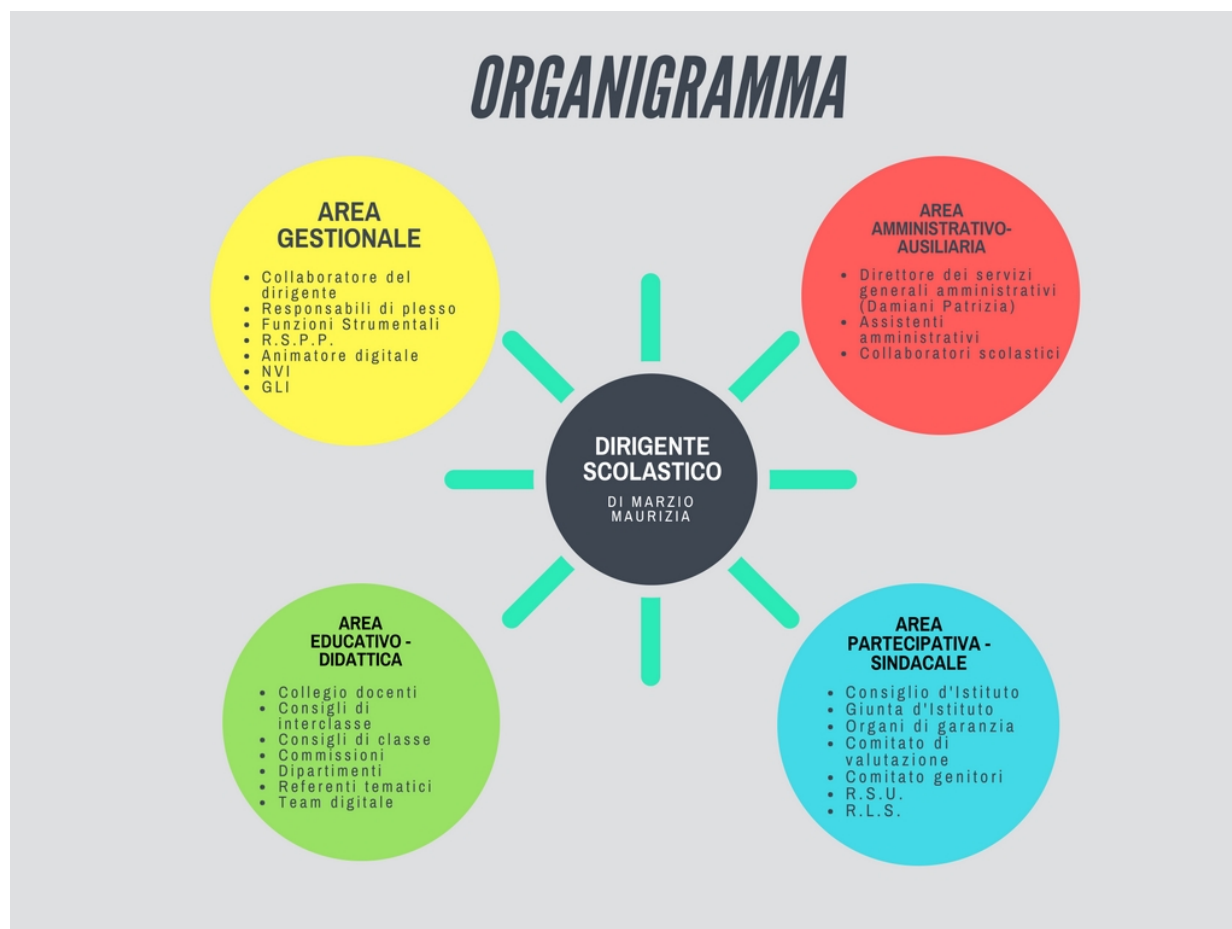 ORGANIGRAMMA
AREA
GESTIONALE
• Collaboratore del
dirigente
• Responsabili di plesso
• Funzioni Strumentali
• R.S.P.P.
• Animatore digitale
• NVI
• GLI
AREA
AMMINISTRATIVO-
AUSILIARIA
• Direttore dei servizi
generali amministrativi
(Damiani Patrizia)
• Assistenti
amministrativi
• Collaboratori scolastici
DIRIGENTE
SCOLASTICO
DI MARZIO
MAURIZIA
AREA
EDUCATIVO -
DIDATTICA
• Collegio docenti
• Consigli di
interclasse
• Consigli di classe
• Commissioni
• Dipartimenti
• Referenti tematici
• Team digitale
AREA
PARTECIPATIVA -
SINDACALE
• Consiglio d'Istituto
• Giunta d'Istituto
• Organi di garanzia
• Comitato di
valutazione
• Comitato genitori
• R.S.U.
• R.L.S.